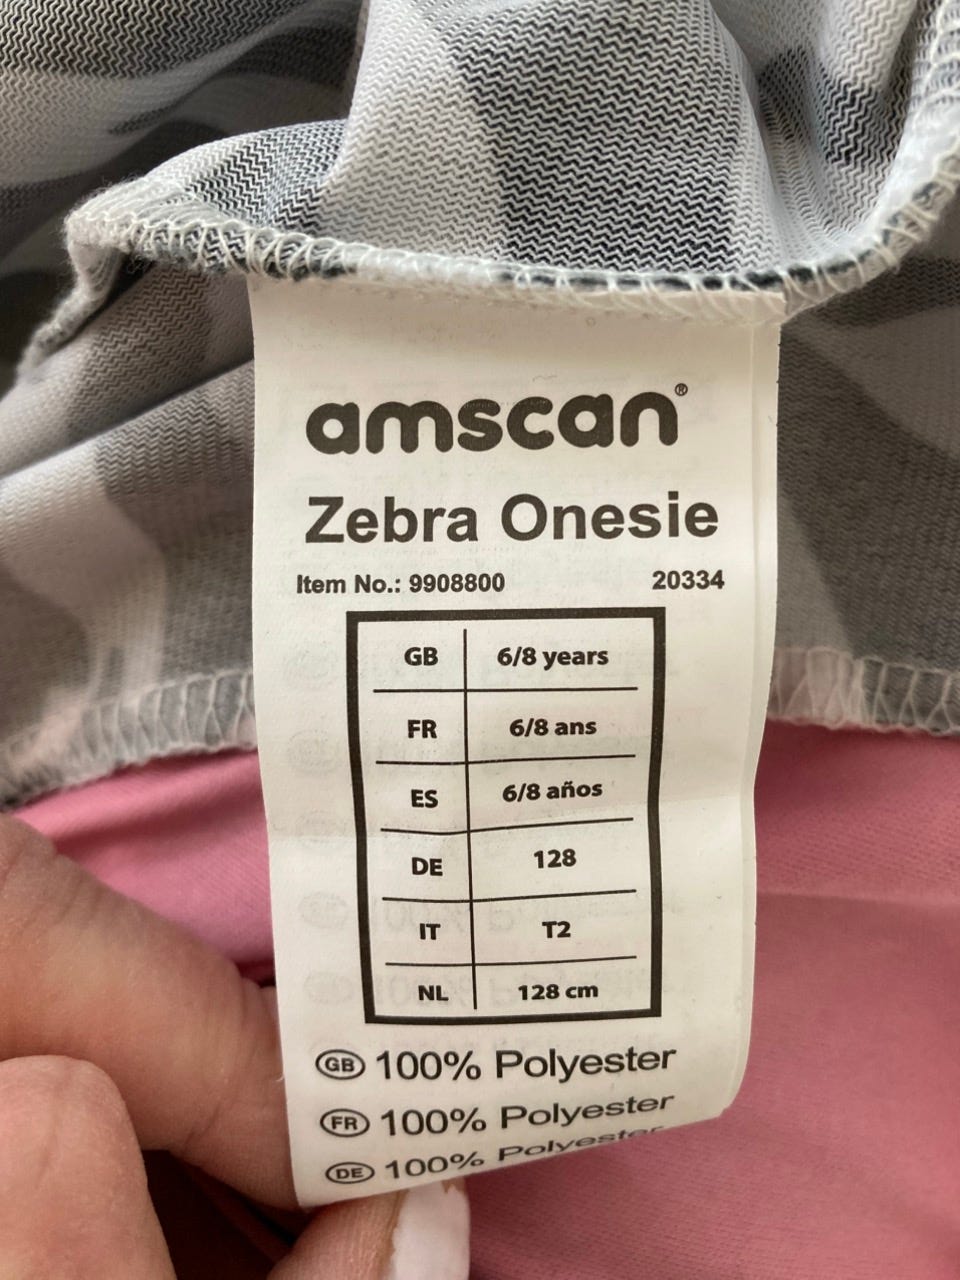 amscan®
Zebra Onesie
Item No.: 9908800 20334
GB 6/8 years
FR 6/8 ans
ES 6/8 años
DE 128
IT T2
NL 128 cm
GB 100% Polyester
FR 100% Polyester
DE 100% Polyester